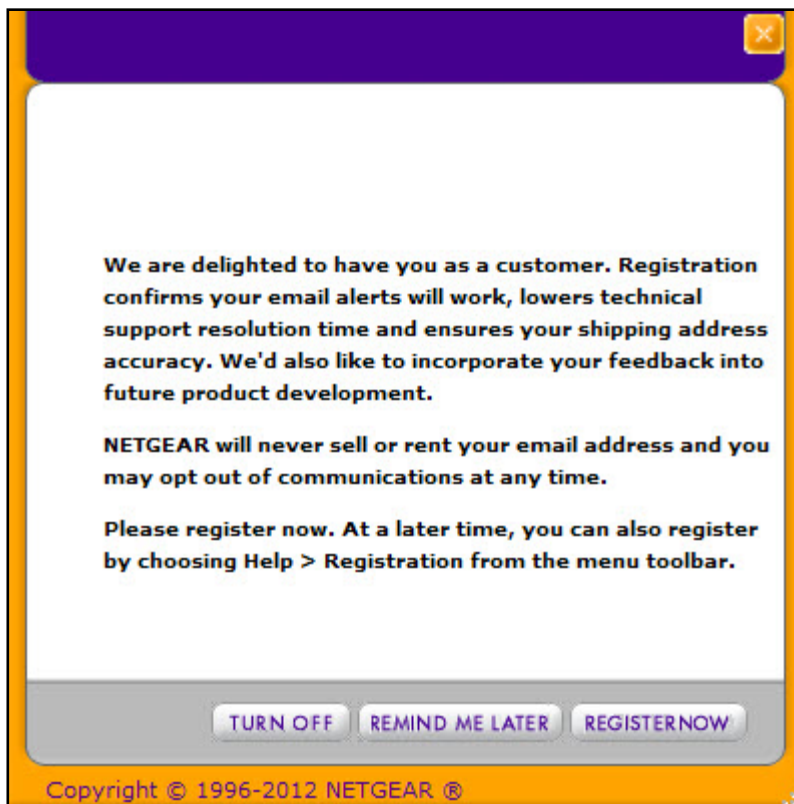 We are delighted to have you as a customer. Registration
confirms your email alerts will work, lowers technical
support resolution time and ensures your shipping address
accuracy. We'd also like to incorporate your feedback into
future product development.
NETGEAR will never sell or rent your email address and you
may opt out of communications at any time.
Please register now. At a later time, you can also register
by choosing Help > Registration from the menu toolbar.
TURN OFF REMIND ME LATER REGISTERNOW
Copyright © 1996-2012 NETGEAR ®